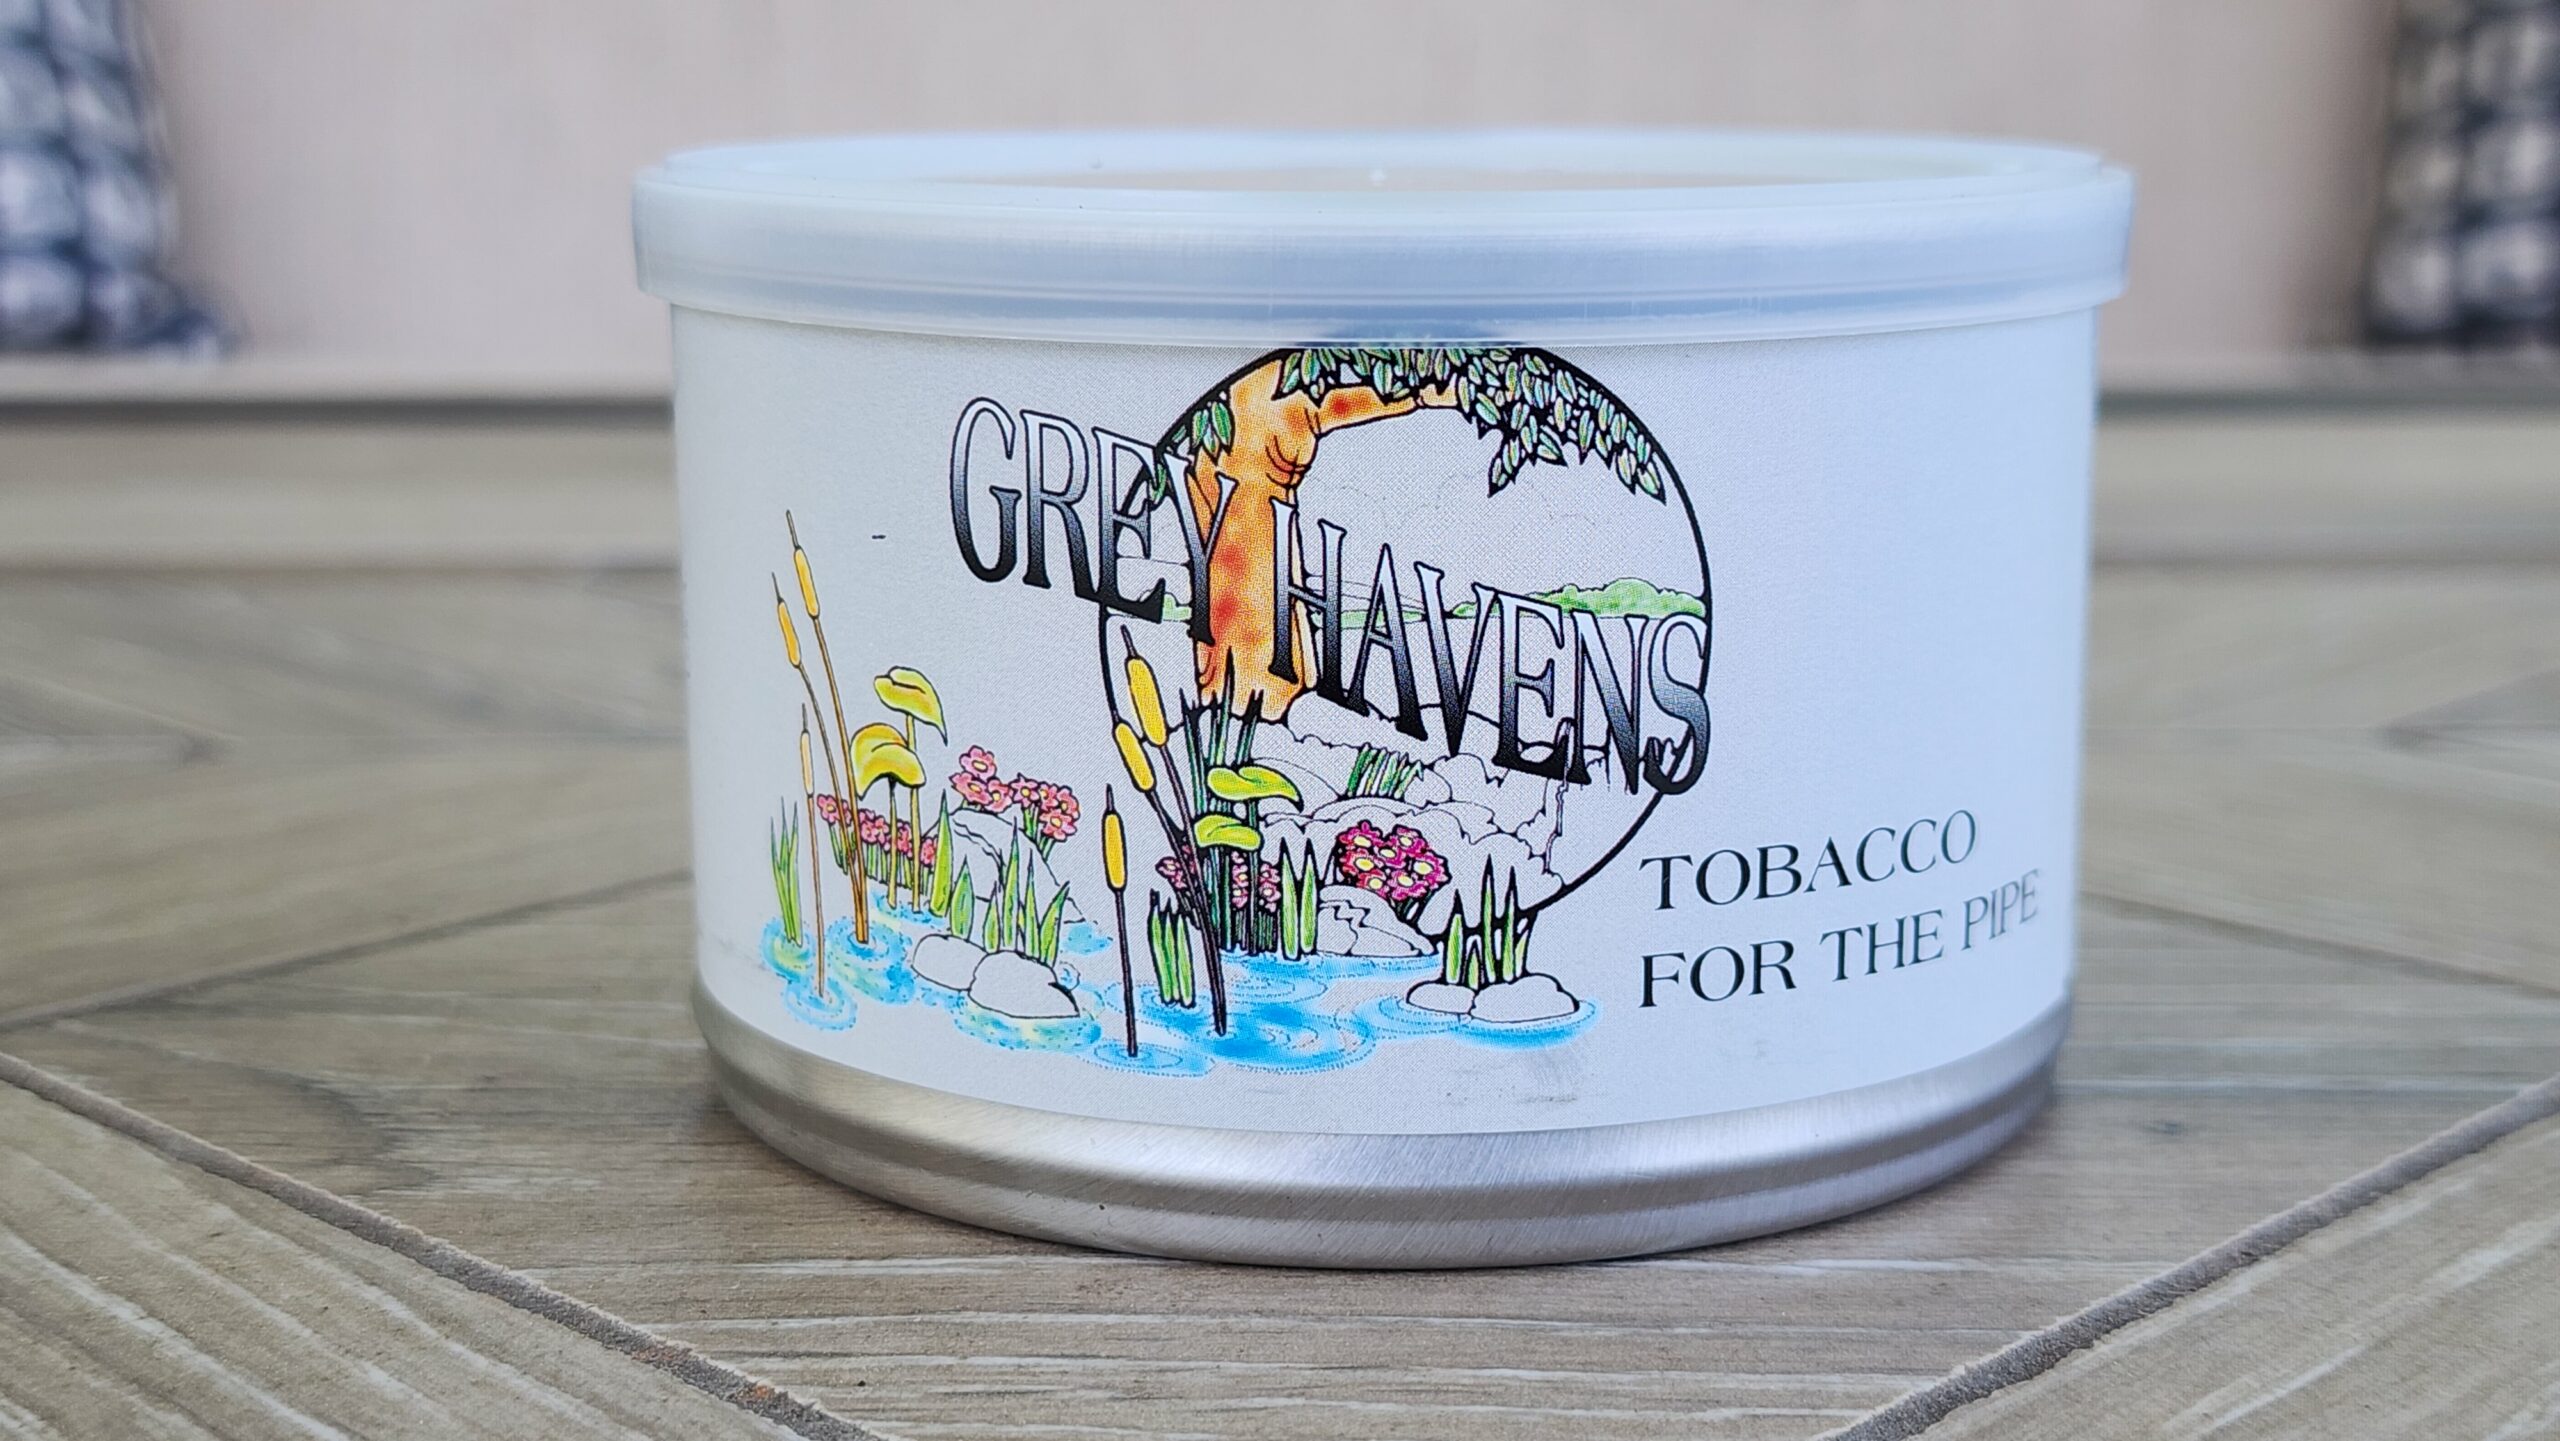 GREY HAVENS
TOBACCO
FOR THE PIPE